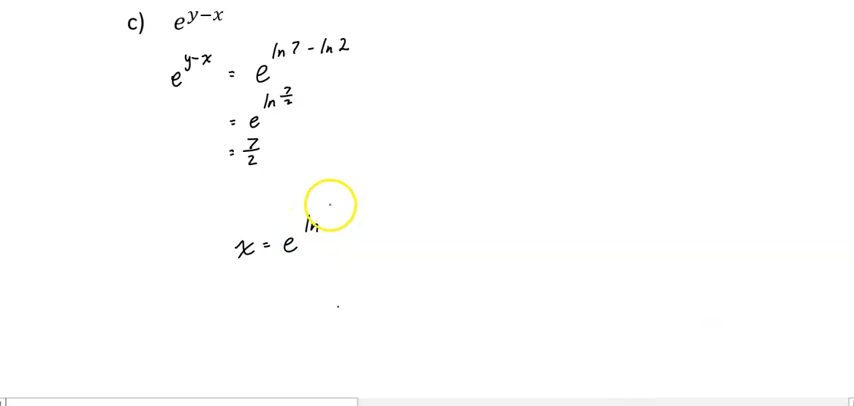 c) e^{y-x}
e^{y-x} = e^{ln 7 - ln 2}
= e^{ln 7/2}
= 7/2
x = e^{ln